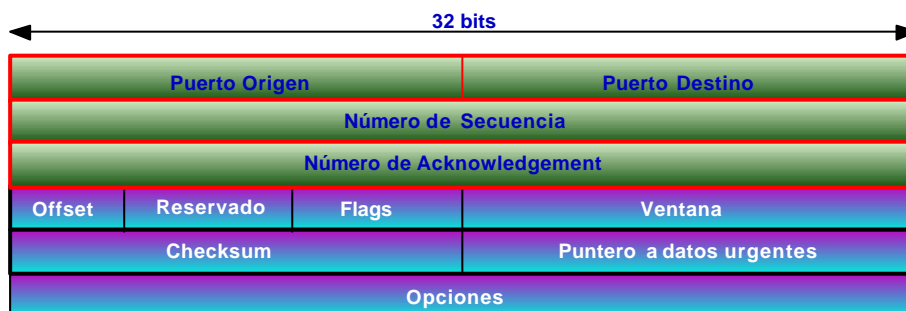 32 bits
Puerto Origen Puerto Destino
Número de Secuencia
Número de Acknowledgement
Offset Reservado Flags Ventana
Checksum Puntero a datos urgentes
Opciones